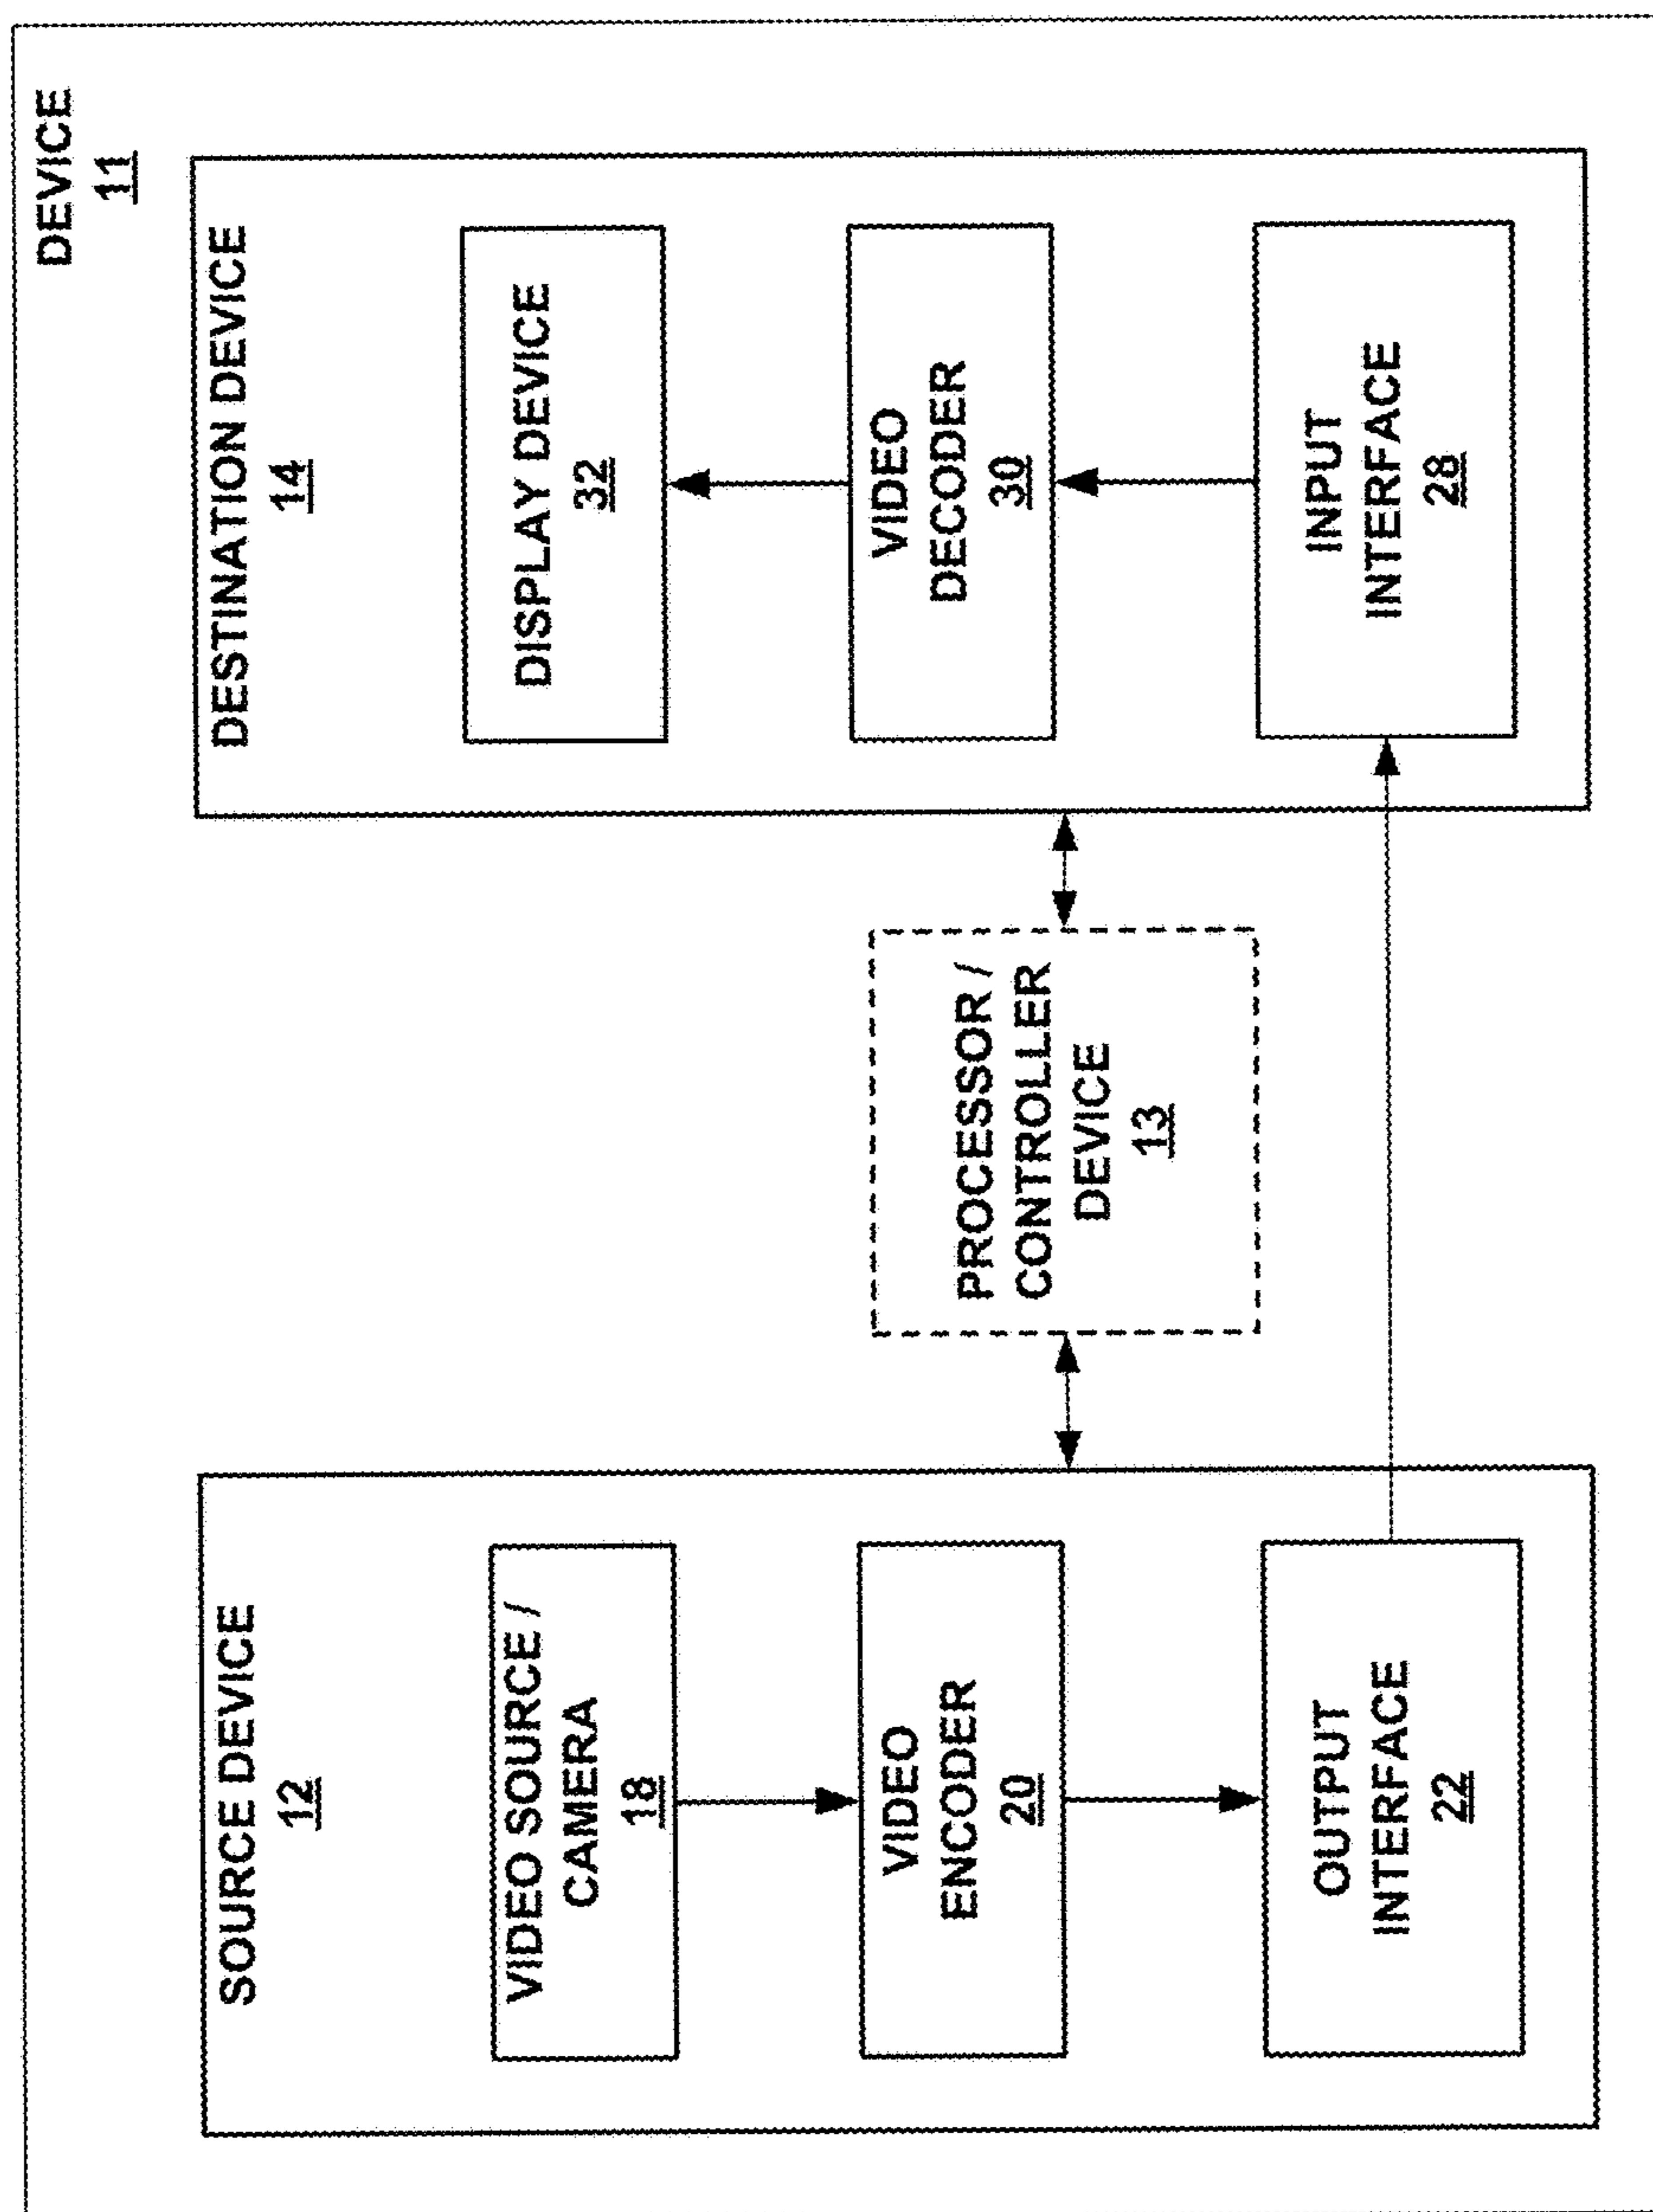 DEVICE
11
SOURCE DEVICE
12
VIDEO SOURCE /
CAMERA
18
VIDEO
ENCODER
20
OUTPUT
INTERFACE
22
PROCESSOR /
CONTROLLER
DEVICE
13
DESTINATION DEVICE
14
DISPLAY DEVICE
32
VIDEO
DECODER
30
INPUT
INTERFACE
28